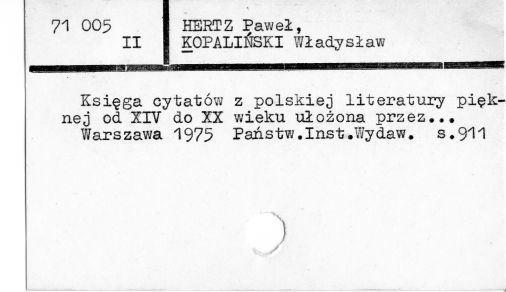 71 005 HERTZ Paweł,
II KOPALIŃSKI Władysław
Księga cytatów z polskiej literatury pięk-
nej od XIV do XX wieku ułożona przez...
Warszawa 1975 Państw.Inst.Wydaw. s.911